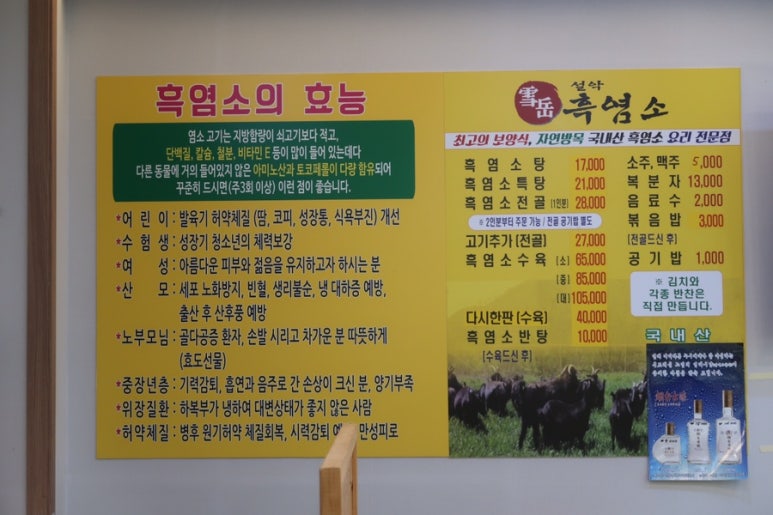 흑염소의 효능
염소 고기는 지방함량이 쇠고기보다 적고,
단백질, 칼슘, 철분, 비타민 E 등이 많이 들어 있는데다
다른 동물에 거의 들어있지 않은 아미노산과 토코페롤이 다량 함유되어
꾸준히 드시면(주3회 이상) 이런 점이 좋습니다.
*어 린 이 : 발육기 허약체질 (땀, 코피, 성장통, 식욕부진) 개선
*수 험 생 : 성장기 청소년의 체력보강
*여 성 : 아름다운 피부와 젊음을 유지하고자 하시는 분
*산 모 : 세포 노화방지, 빈혈, 생리불순, 냉 대하증 예방,
출산 후 산후풍 예방
*노부모님 : 골다공증 환자, 손발 시리고 차가운 분 따뜻하게
(효도선물)
*중장년층 : 기력감퇴, 흡연과 음주로 간 손상이 크신 분, 양기부족
*위장질환 : 하복부가 냉하여 대변상태가 좋지 않은 사람
*허약체질 : 병후 원기허약 체질회복, 시력감퇴 예 만성피로
雪岳
설악
흑염소
최고의 보양식, 자연방목 국내산 흑염소 요리 전문점
흑염소탕 17,000
흑염소특탕 21,000
흑염소전골 (1인분) 28,000
※ 2인분부터 주문 가능 / 전골 공기밥 별도
고기추가 (전골) 27,000
흑염소수육 [소] 65,000
[중] 85,000
[대] 105,000
다시한판 (수육) 40,000
흑염소반탕 10,000
(수육드신 후)
소주, 맥주 5,000
복분자 13,000
음료수 2,000
볶음밥 3,000
(전골드신 후)
공기밥 1,000
※ 김치와
각종 반찬은
직접 만듭니다.
국내산